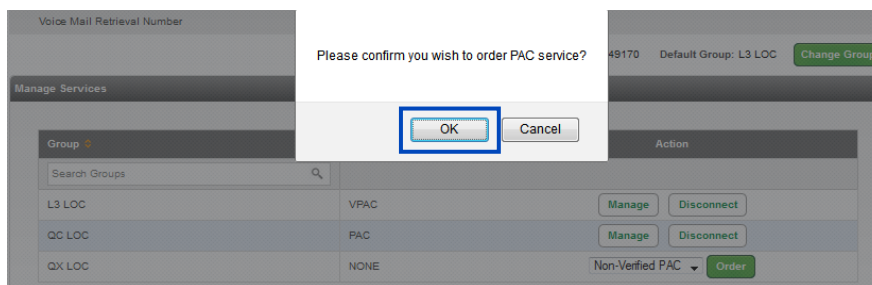 Voice Mail Retrieval Number
Please confirm you wish to order PAC service?
49170 Default Group: L3 LOC Change Group
Manage Services
OK Cancel
Group Action
Search Groups
L3 LOC VPAC Manage Disconnect
QC LOC PAC Manage Disconnect
QX LOC NONE Non-Verified PAC Order